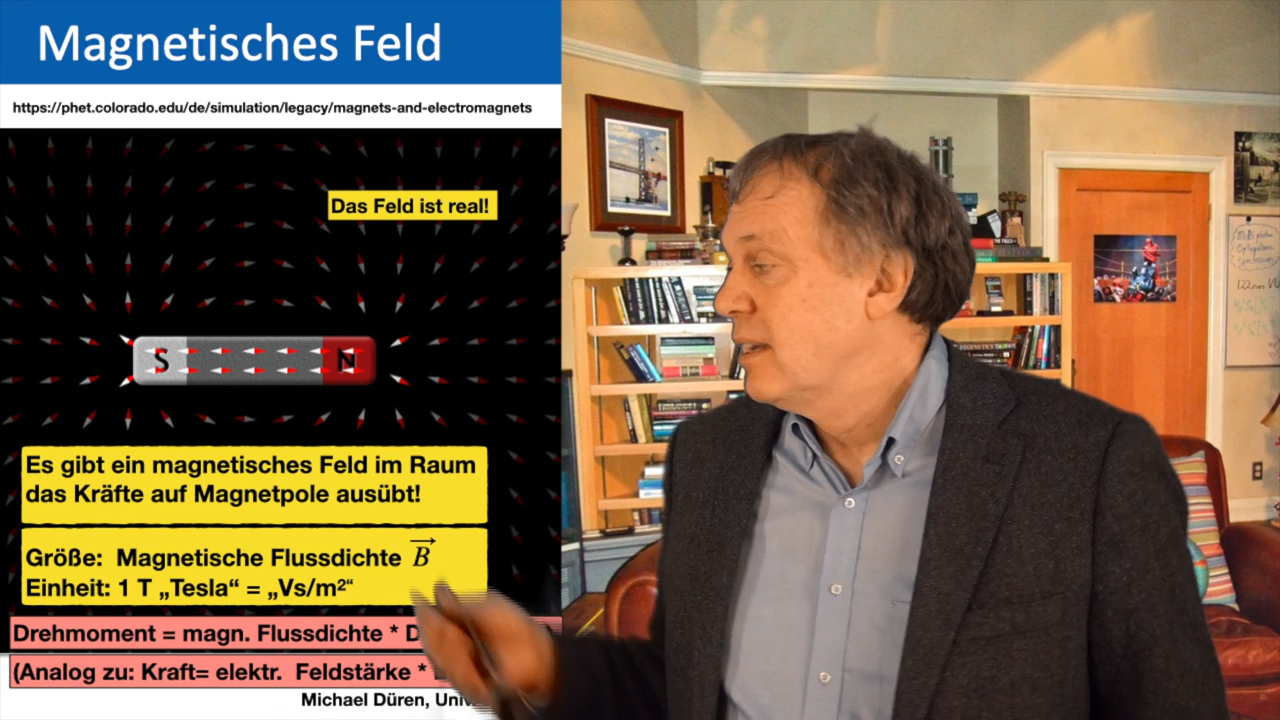 Magnetisches Feld
https://phet.colorado.edu/de/simulation/legacy/magnets-and-electromagnets
Das Feld ist real!
S N
Es gibt ein magnetisches Feld im Raum
das Kräfte auf Magnetpole ausübt!
Größe: Magnetische Flussdichte B
Einheit: 1 T „Tesla“ = „Vs/m²“
Drehmoment = magn. Flussdichte *
(Analog zu: Kraft= elektr. Feldstärke *
Michael Düren,